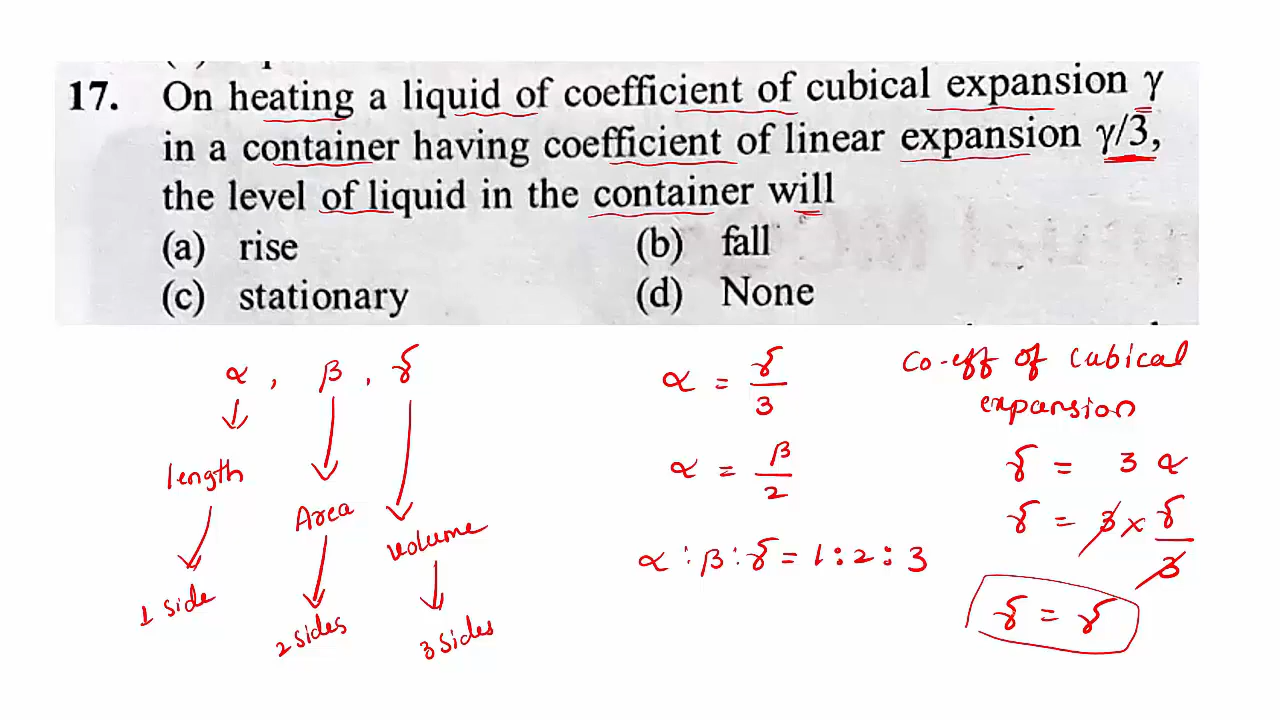 17. On heating a liquid of coefficient of cubical expansion γ
in a container having coefficient of linear expansion γ/3,
the level of liquid in the container will
(a) rise (b) fall
(c) stationary (d) None
α , β , γ
length
Area
volume
1 side
2 sides
3 sides
α = γ/3
α = β/2
α : β : γ = 1 : 2 : 3
co-eff of cubical
expansion
γ = 3 α
γ = 3 × γ/3
γ = γ